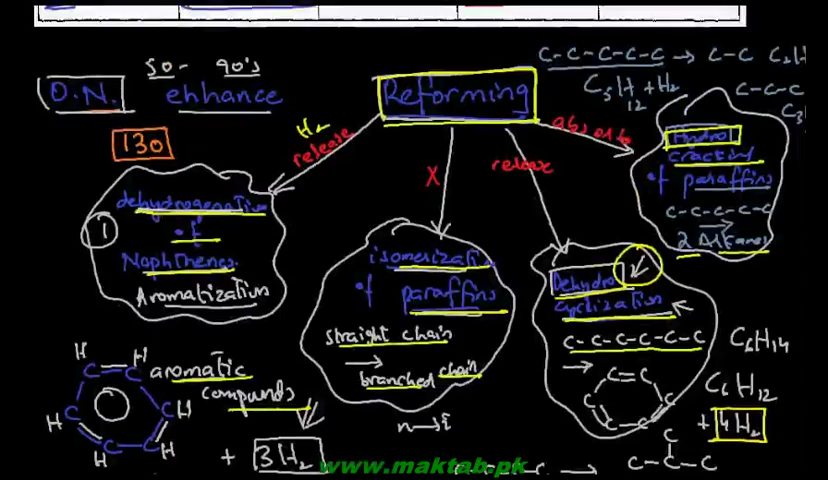 50 - 90's
O.N. enhance
130
Reforming
C-C-C-C-C-C → C-C
C5H12 + H2
C-C-C
H2
release
X
release
absorb
1
dehydrogenation
of
Naphthenes
Aromatization
isomerization
of paraffins
straight chain
→
branched chain
n → i
Dehydro
cyclization
C-C-C-C-C-C
→
C=C
C C
C=C
C6H14
C6H12
+ 4H2
Hydro
cracking
of paraffins
C-C-C-C-C
→
2 Alkanes
H H
C=C
H C C H
C-C
H H
aromatic
compounds
+ 3H2
→ C-C-C
C
www.maktab.pk